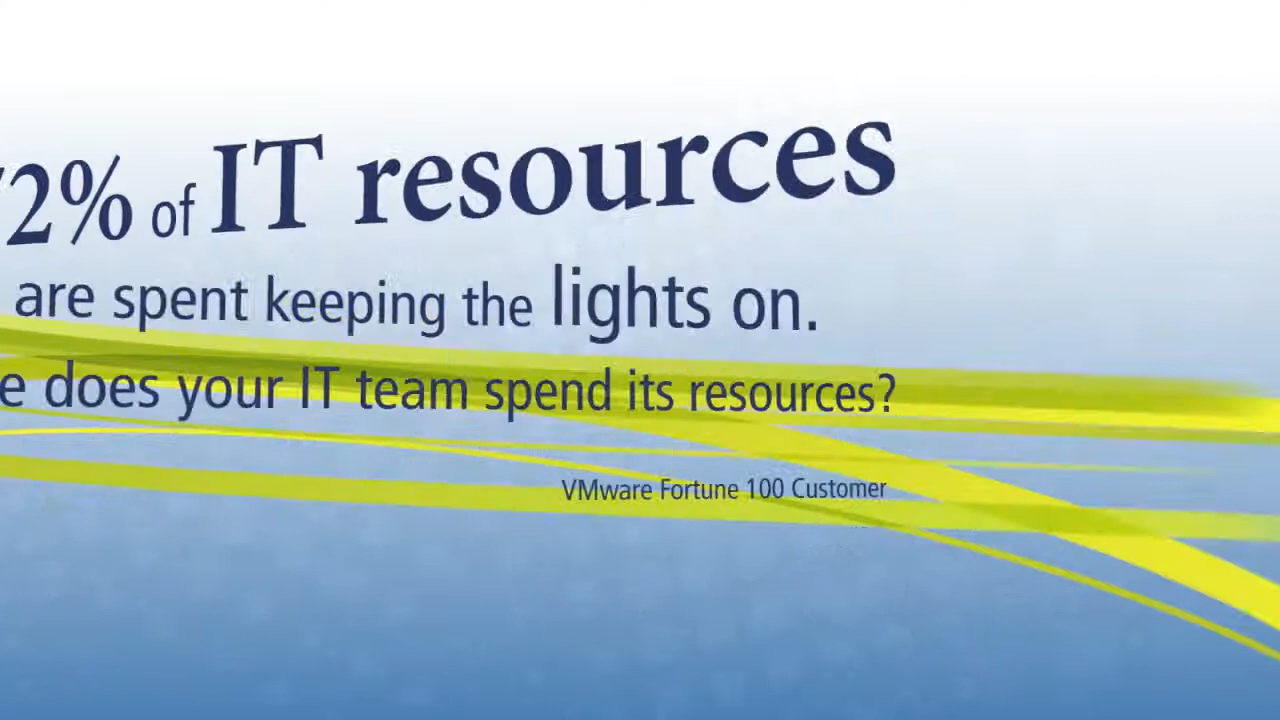 2% of IT resources
are spent keeping the lights on.
does your IT team spend its resources?
VMware Fortune 100 Customer